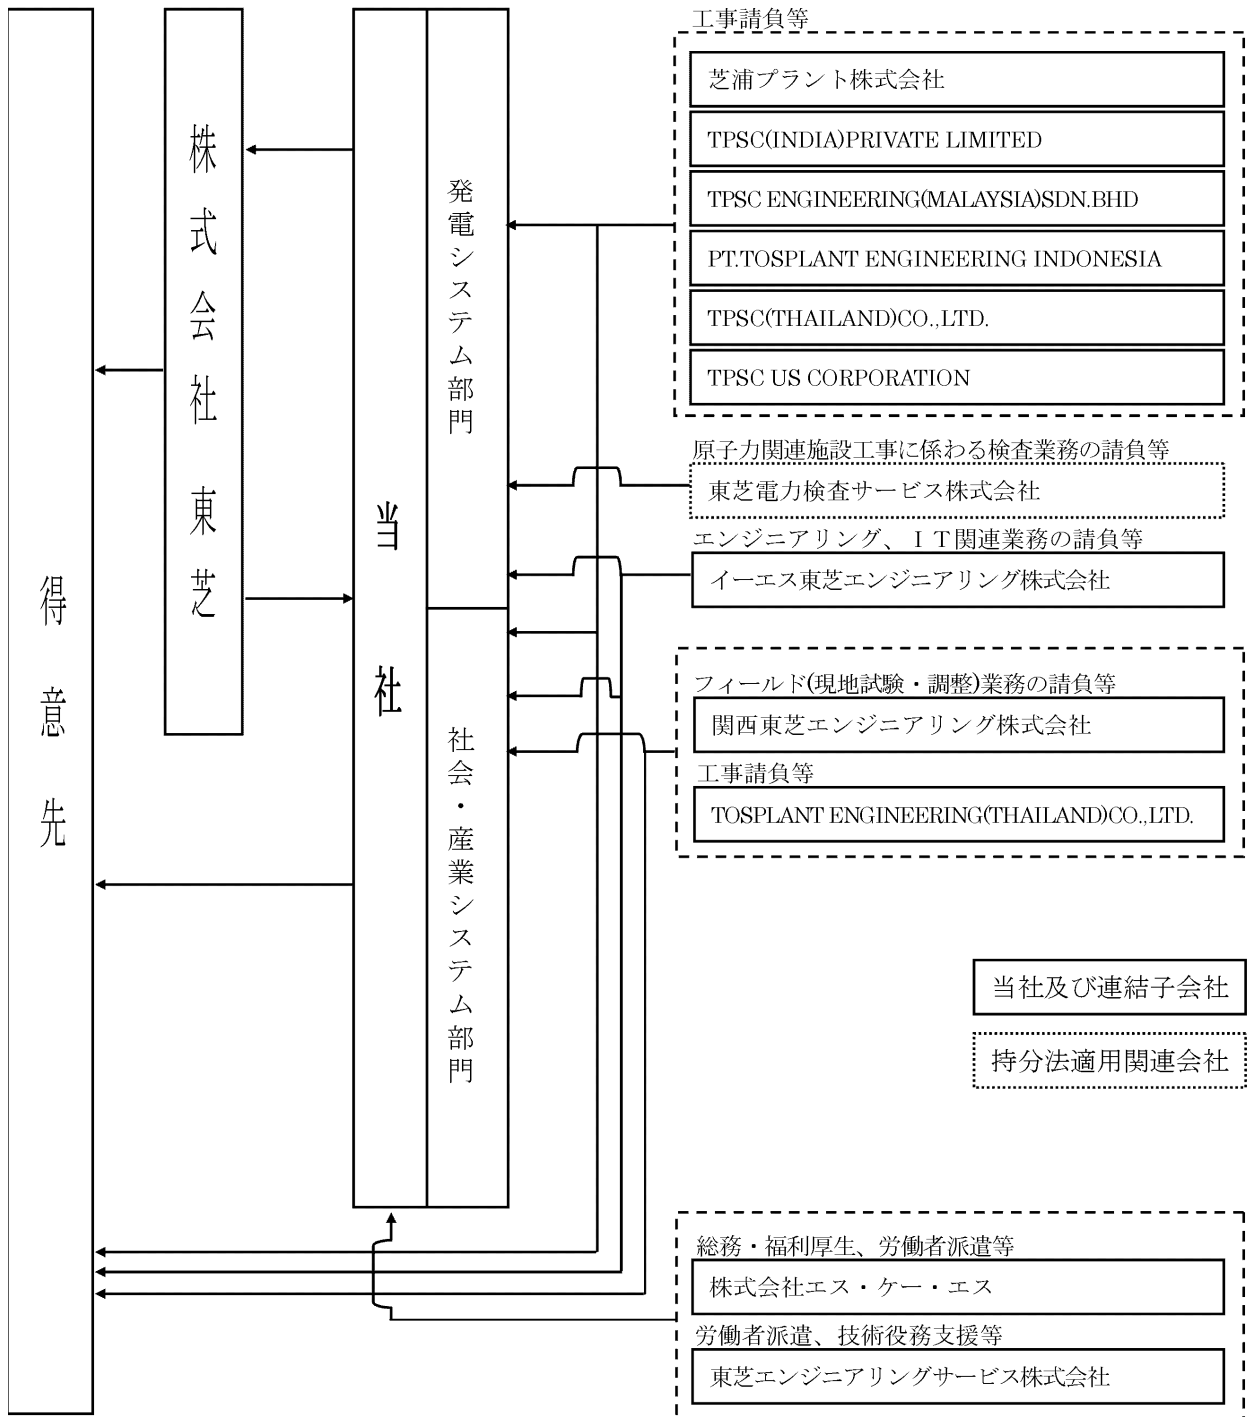 得意先
株式会社東芝
当社
発電システム部門
社会・産業システム部門
工事請負等
芝浦プラント株式会社
TPSC(INDIA)PRIVATE LIMITED
TPSC ENGINEERING(MALAYSIA)SDN.BHD
PT.TOSPLANT ENGINEERING INDONESIA
TPSC(THAILAND)CO.,LTD.
TPSC US CORPORATION
原子力関連施設工事に係わる検査業務の請負等
東芝電力検査サービス株式会社
エンジニアリング、ＩＴ関連業務の請負等
イーエス東芝エンジニアリング株式会社
フィールド(現地試験・調整)業務の請負等
関西東芝エンジニアリング株式会社
工事請負等
TOSPLANT ENGINEERING(THAILAND)CO.,LTD.
当社及び連結子会社
持分法適用関連会社
総務・福利厚生、労働者派遣等
株式会社エス・ケー・エス
労働者派遣、技術役務支援等
東芝エンジニアリングサービス株式会社